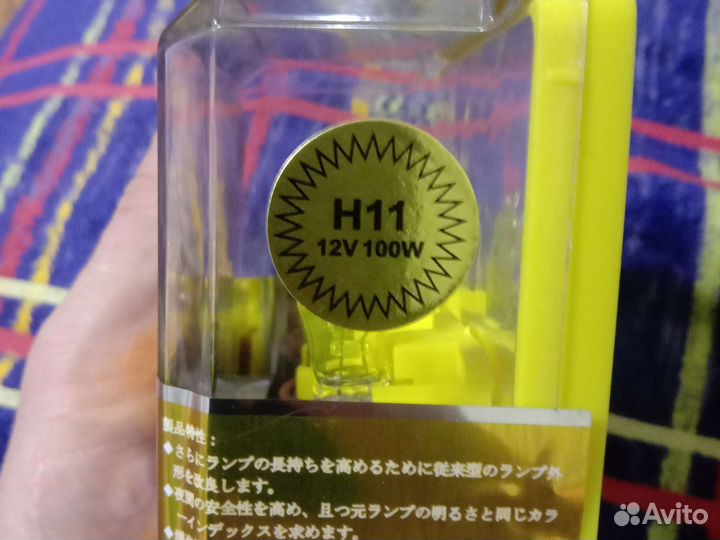 H11
12V 100W
製品特性：
◆さらにランプの長持ちを高めるために従来型のランプ外
形を改良します。
◆夜間の安全性を高め、且つ元ランプの明るさと同じカラ
ーインデックスを求めます。
Avito